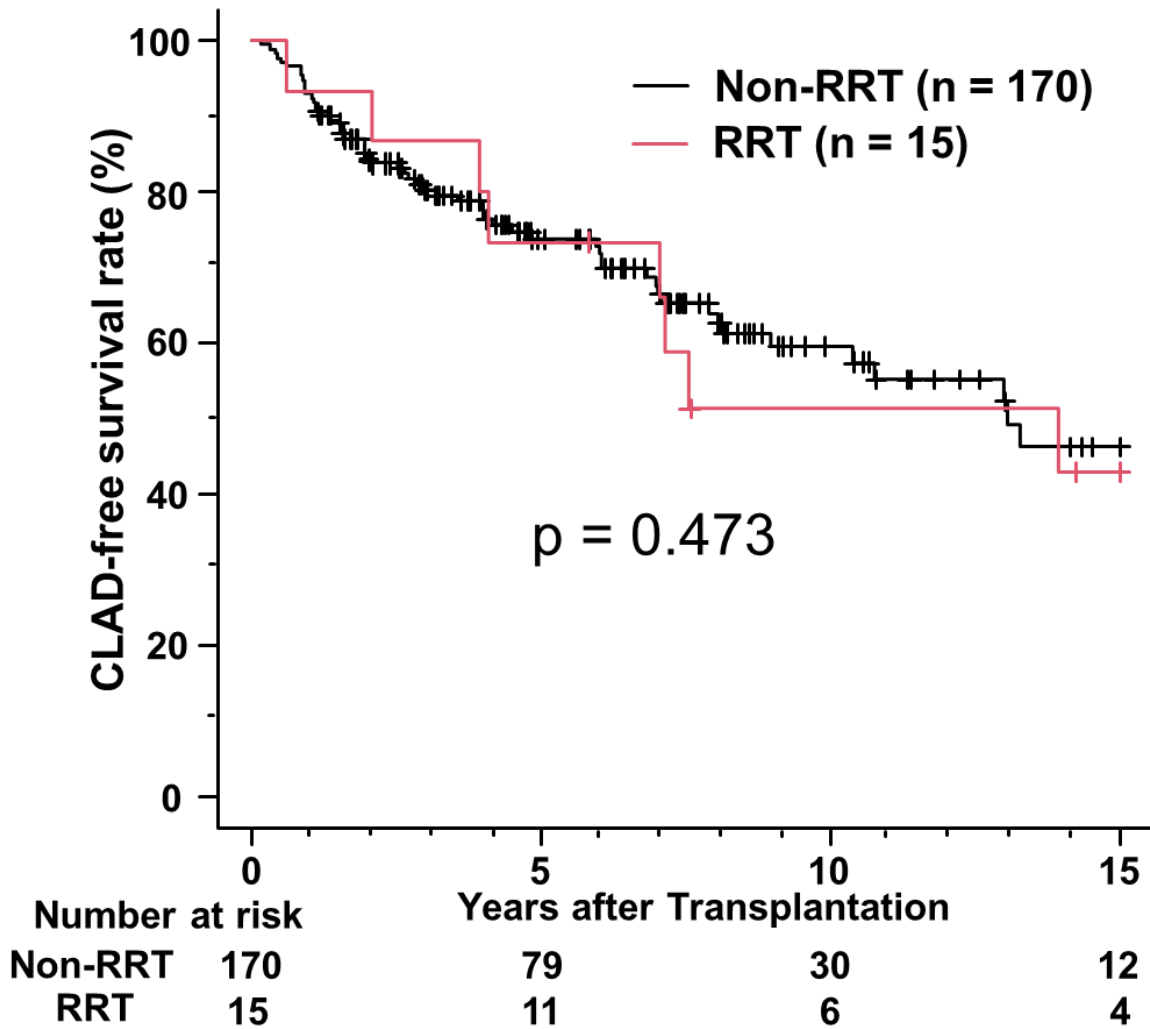 CLAD-free survival rate (%)
100
80
60
40
20
0
Non-RRT (n = 170)
RRT (n = 15)
p = 0.473
0 5 10 15
Years after Transplantation
Number at risk
Non-RRT 170 79 30 12
RRT 15 11 6 4